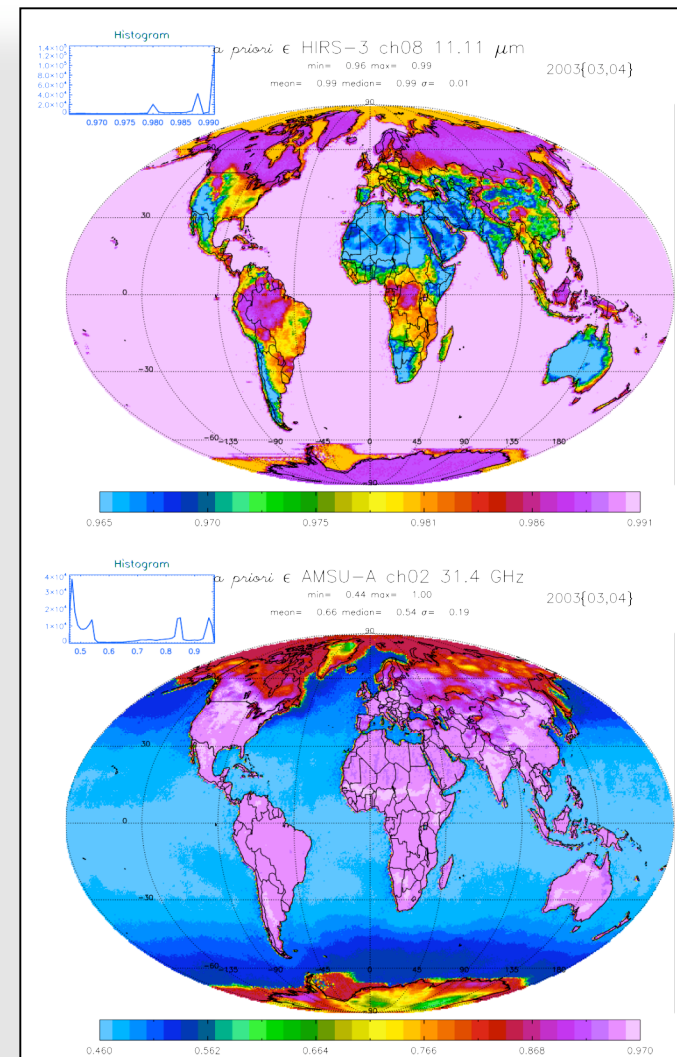 Histogram
a priori ϵ HIRS-3 ch08 11.11 μm
min= 0.96 max= 0.99
mean= 0.99 median= 0.99 σ= 0.01
2003{03,04}
1.4×10⁵
1.2×10⁵
1.0×10⁵
8.0×10⁴
6.0×10⁴
4.0×10⁴
2.0×10⁴
0
0.970 0.975 0.980 0.985 0.990
90
30
0
-30
-60 -135 -90 0 45 90 135 180
-90
0.965 0.970 0.975 0.981 0.986 0.991
Histogram
a priori ϵ AMSU-A ch02 31.4 GHz
min= 0.44 max= 1.00
mean= 0.66 median= 0.54 σ= 0.19
2003{03,04}
4×10⁴
3×10⁴
2×10⁴
1×10⁴
0
0.5 0.6 0.7 0.8 0.9
90
30
0
-30
-60 -135 -90 0 45 90 135 180
-90
0.460 0.562 0.664 0.766 0.868 0.970